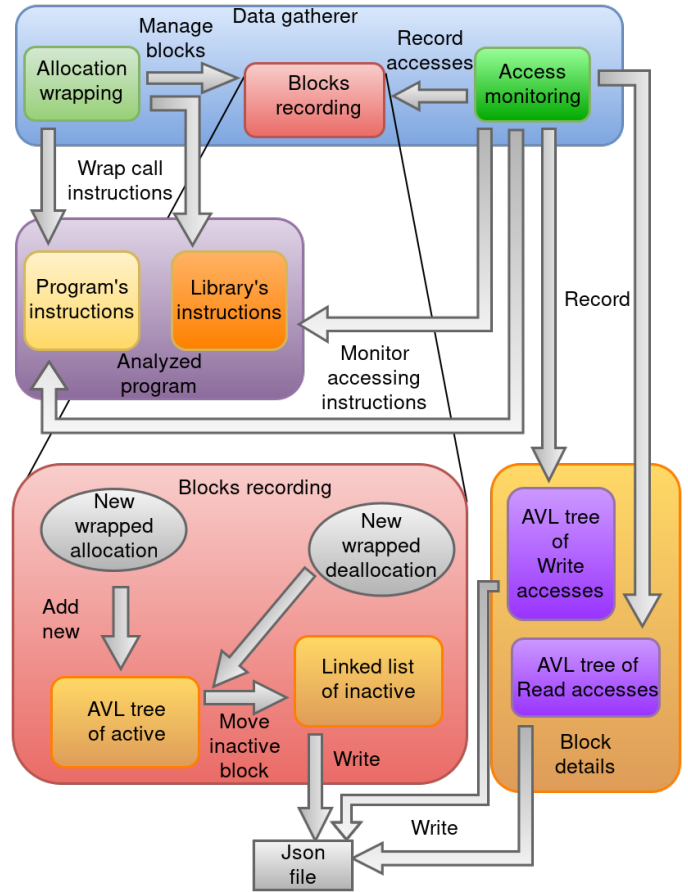 Data gatherer
Manage
blocks
Record
accesses
Allocation
wrapping
Blocks
recording
Access
monitoring
Wrap call
instructions
Program's
instructions
Library's
instructions
Analyzed
program
Monitor
accessing
instructions
Record
Blocks recording
New
wrapped
allocation
New
wrapped
deallocation
Add
new
AVL tree
of active
Move
inactive
block
Linked list
of inactive
Write
AVL tree
of
Write
accesses
AVL tree of
Read accesses
Block
details
Write
Json
file